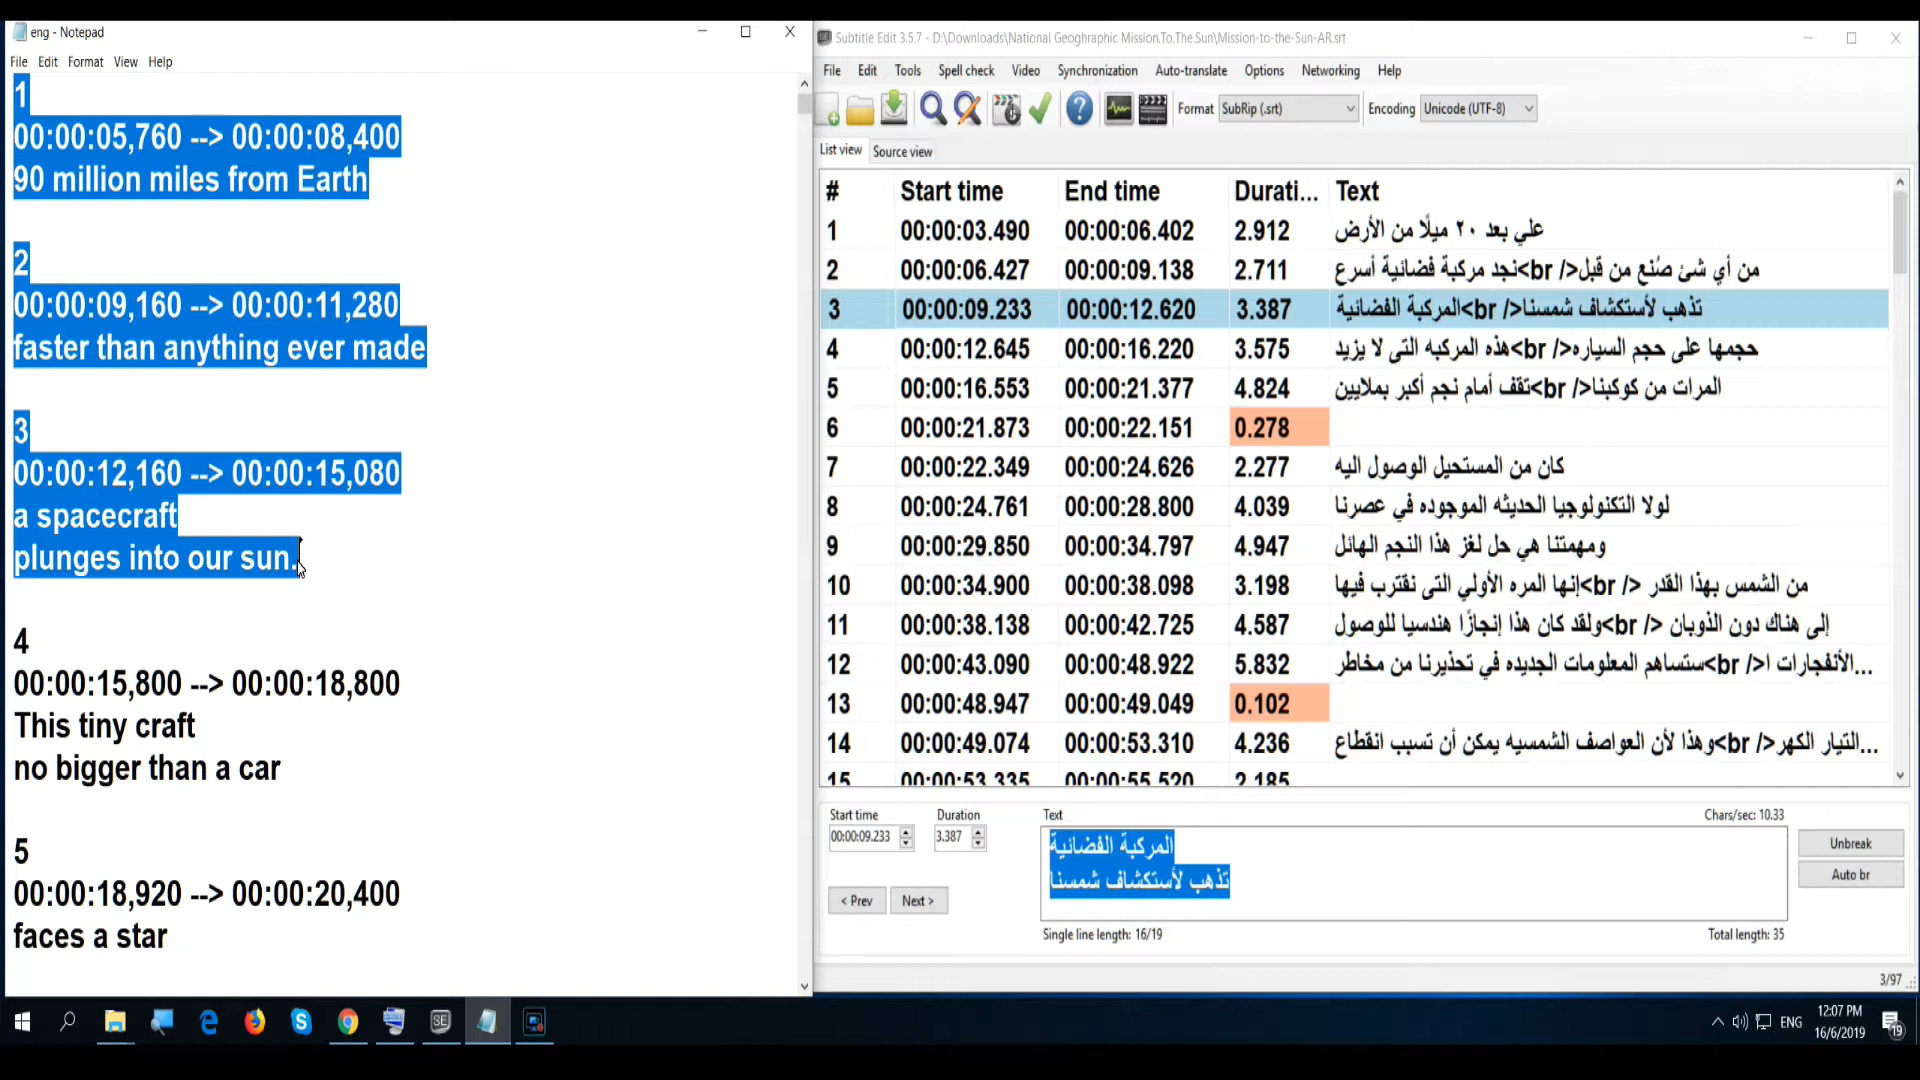 eng - Notepad
File Edit Format View Help
1
00:00:05,760 --> 00:00:08,400
90 million miles from Earth
2
00:00:09,160 --> 00:00:11,280
faster than anything ever made
3
00:00:12,160 --> 00:00:15,080
a spacecraft
plunges into our sun.
4
00:00:15,800 --> 00:00:18,800
This tiny craft
no bigger than a car
5
00:00:18,920 --> 00:00:20,400
faces a star
Subtitle Edit 3.5.7 - D:\Downloads\National Geoghraphic Mission.To.The.Sun\Mission-to-the-Sun-AR.srt
File Edit Tools Spell check Video Synchronization Auto-translate Options Networking Help
Format SubRip (.srt) Encoding Unicode (UTF-8)
List view Source view
# Start time End time Durati... Text
1 00:00:03.490 00:00:06.402 2.912 علي بعد ٢٠ ميلًا من الأرض
2 00:00:06.427 00:00:09.138 2.711 نجد مركبة فضائية أسرع<br />من أي شئ صُنع من قبل
3 00:00:09.233 00:00:12.620 3.387 المركبة الفضائية<br />تذهب لأستكشاف شمسنا
4 00:00:12.645 00:00:16.220 3.575 هذه المركبه التى لا يزيد<br />حجمها على حجم السياره
5 00:00:16.553 00:00:21.377 4.824 تقف أمام نجم أكبر بملايين<br />المرات من كوكبنا
6 00:00:21.873 00:00:22.151 0.278
7 00:00:22.349 00:00:24.626 2.277 كان من المستحيل الوصول اليه
8 00:00:24.761 00:00:28.800 4.039 لولا التكنولوجيا الحديثه الموجوده في عصرنا
9 00:00:29.850 00:00:34.797 4.947 ومهمتنا هي حل لغز هذا النجم الهائل
10 00:00:34.900 00:00:38.098 3.198 إنها المره الأولي التى نقترب فيها<br /> من الشمس بهذا القدر
11 00:00:38.138 00:00:42.725 4.587 ولقد كان هذا إنجازًا هندسيا للوصول<br /> إلى هناك دون الذوبان
12 00:00:43.090 00:00:48.922 5.832 ستساهم المعلومات الجديده في تحذيرنا من مخاطر<br />الأنفجارات ا...
13 00:00:48.947 00:00:49.049 0.102
14 00:00:49.074 00:00:53.310 4.236 وهذا لأن العواصف الشمسيه يمكن أن تسبب انقطاع<br />التيار الكهر...
15 00:00:53.335 00:00:55.520 2.185
Start time Duration Text Chars/sec: 10.33
00:00:09.233 3.387
المركبة الفضائية
تذهب لأستكشاف شمسنا
Unbreak
Auto br
< Prev Next >
Single line length: 16/19 Total length: 35
3/97
SE
ENG 12:07 PM
16/6/2019
19